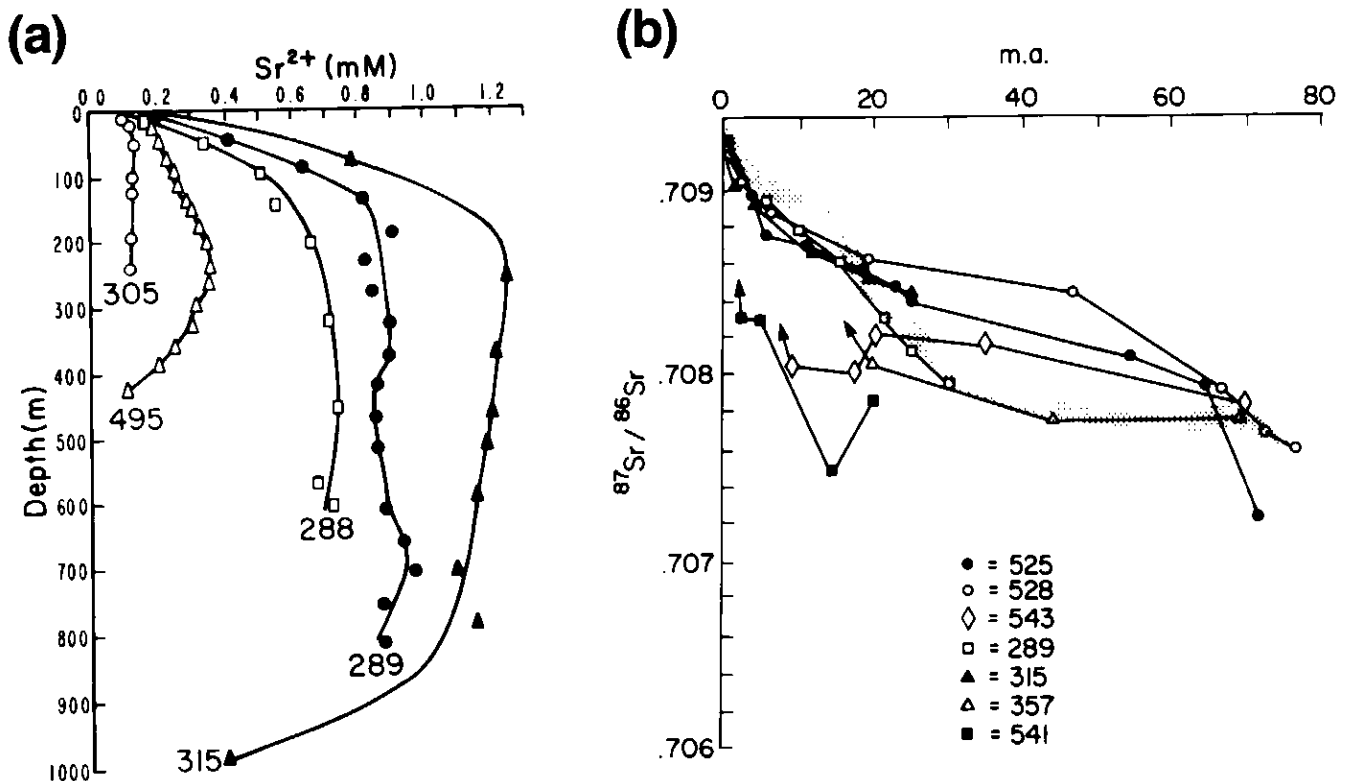 (a)
Sr2+ (mM)
0.0 0.2 0.4 0.6 0.8 1.0 1.2
Depth (m)
0
100
200
300
400
500
600
700
800
900
1000
305
495
288
289
315
(b)
m.a.
0 20 40 60 80
87Sr / 86Sr
.709
.708
.707
.706
● = 525
○ = 528
◇ = 543
□ = 289
▲ = 315
△ = 357
■ = 541